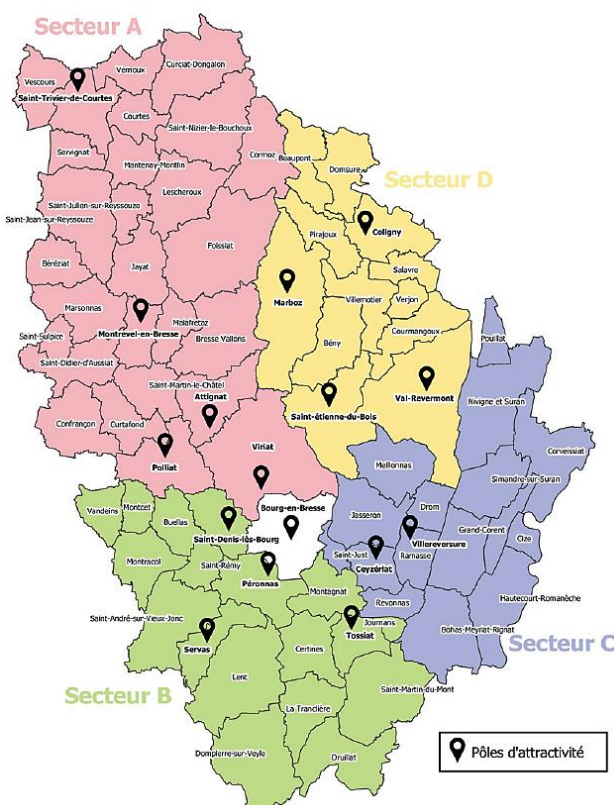 Secteur A
Vescours
Vernoux
Curciat-Dongalon
Saint-Trivier-de-Courtes
Courtes
Saint-Nizier-le-Bouchoux
Servignat
Mantenay-Montlin
Cormoz
Lescheroux
Saint-Julien-sur-Reyssouze
Saint-Jean-sur-Reyssouze
Foissiat
Béréziat
Jayat
Marsonnas
Malafretaz
Montrevel-en-Bresse
Bresse Vallons
Saint-Sulpice
Saint-Didier-d'Aussiat
Saint-Martin-le-Châtel
Attignat
Confrançon
Curtafond
Polliat
Viriat
Beaupont
Domsure
Secteur D
Pirajoux
Coligny
Salavre
Marboz
Villemotier
Verjon
Courmangoux
Bény
Saint-étienne-du-Bois
Val-Revermont
Pouillat
Nivigne et Suran
Corveissiat
Meillonnas
Simandre-sur-Suran
Jasseron
Drom
Grand-Corent
Cize
Villereversure
Saint-Just
Ceyzériat
Ramasse
Hautecourt-Romanèche
Revonnas
Bohas-Meyriat-Rignat
Secteur C
Bourg-en-Bresse
Vandeins
Montcet
Buellas
Saint-Denis-lès-Bourg
Montracol
Saint-Rémy
Péronnas
Montagnat
Saint-André-sur-Vieux-Jonc
Tossiat
Journans
Servas
Certines
Lent
Secteur B
Saint-Martin-du-Mont
La Tranclière
Dompierre-sur-Veyle
Druillat
Pôles d'attractivité